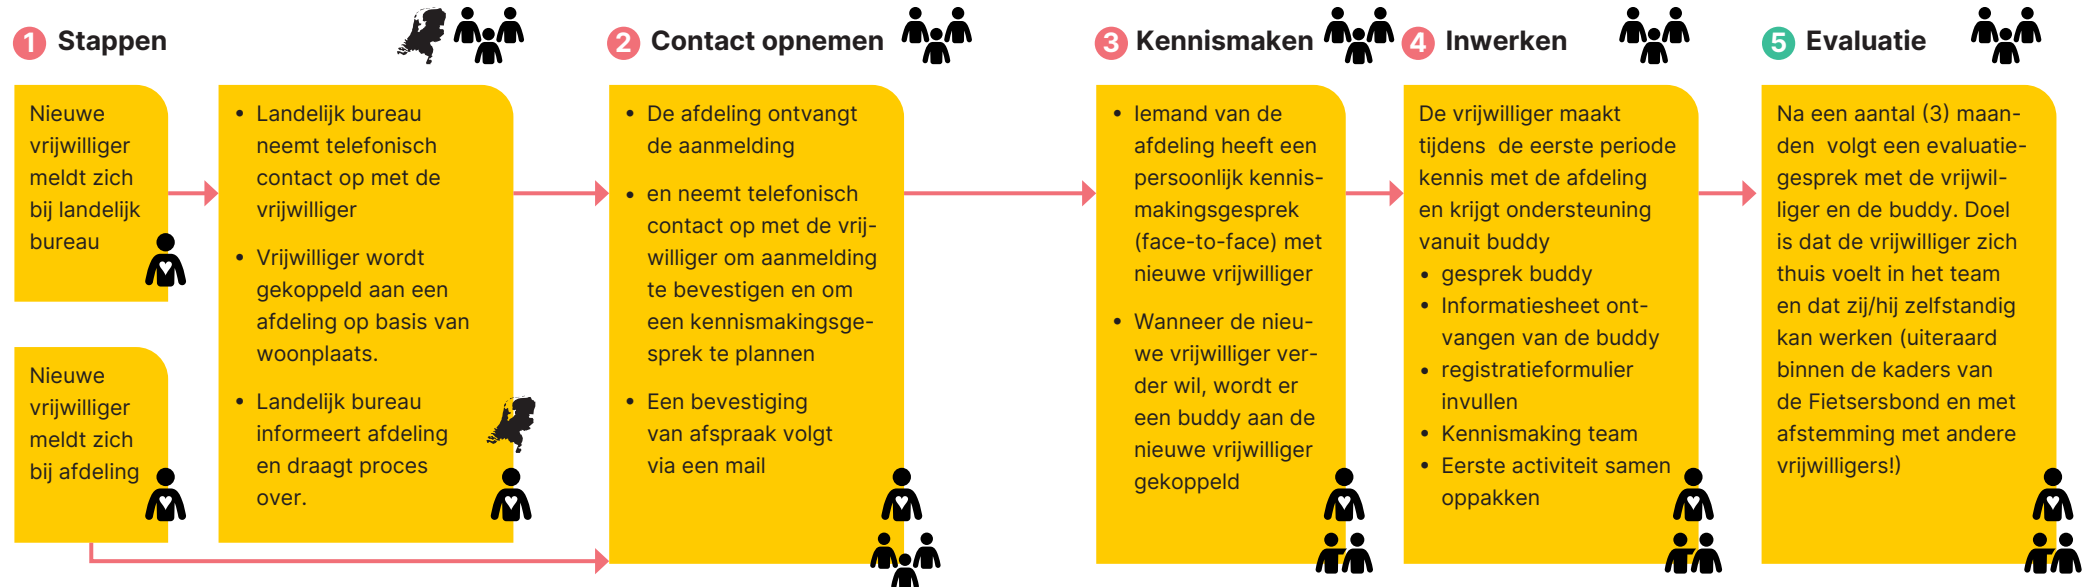 1 Stappen
Nieuwe
vrijwilliger
meldt zich
bij landelijk
bureau
Nieuwe
vrijwilliger
meldt zich
bij afdeling
• Landelijk bureau
neemt telefonisch
contact op met de
vrijwilliger
• Vrijwilliger wordt
gekoppeld aan een
afdeling op basis van
woonplaats.
• Landelijk bureau
informeert afdeling
en draagt proces
over.
2 Contact opnemen
• De afdeling ontvangt
de aanmelding
• en neemt telefonisch
contact op met de vrij-
williger om aanmelding
te bevestigen en om
een kennismakingsge-
sprek te plannen
• Een bevestiging
van afspraak volgt
via een mail
3 Kennismaken
• Iemand van de
afdeling heeft een
persoonlijk kennis-
makingsgesprek
(face-to-face) met
nieuwe vrijwilliger
• Wanneer de nieu-
we vrijwilliger ver-
der wil, wordt er
een buddy aan de
nieuwe vrijwilliger
gekoppeld
4 Inwerken
De vrijwilliger maakt
tijdens de eerste periode
kennis met de afdeling
en krijgt ondersteuning
vanuit buddy
• gesprek buddy
• Informatiesheet ont-
vangen van de buddy
• registratieformulier
invullen
• Kennismaking team
• Eerste activiteit samen
oppakken
5 Evaluatie
Na een aantal (3) maan-
den volgt een evaluatie-
gesprek met de vrijwil-
liger en de buddy. Doel
is dat de vrijwilliger zich
thuis voelt in het team
en dat zij/hij zelfstandig
kan werken (uiteraard
binnen de kaders van
de Fietsersbond en met
afstemming met andere
vrijwilligers!)